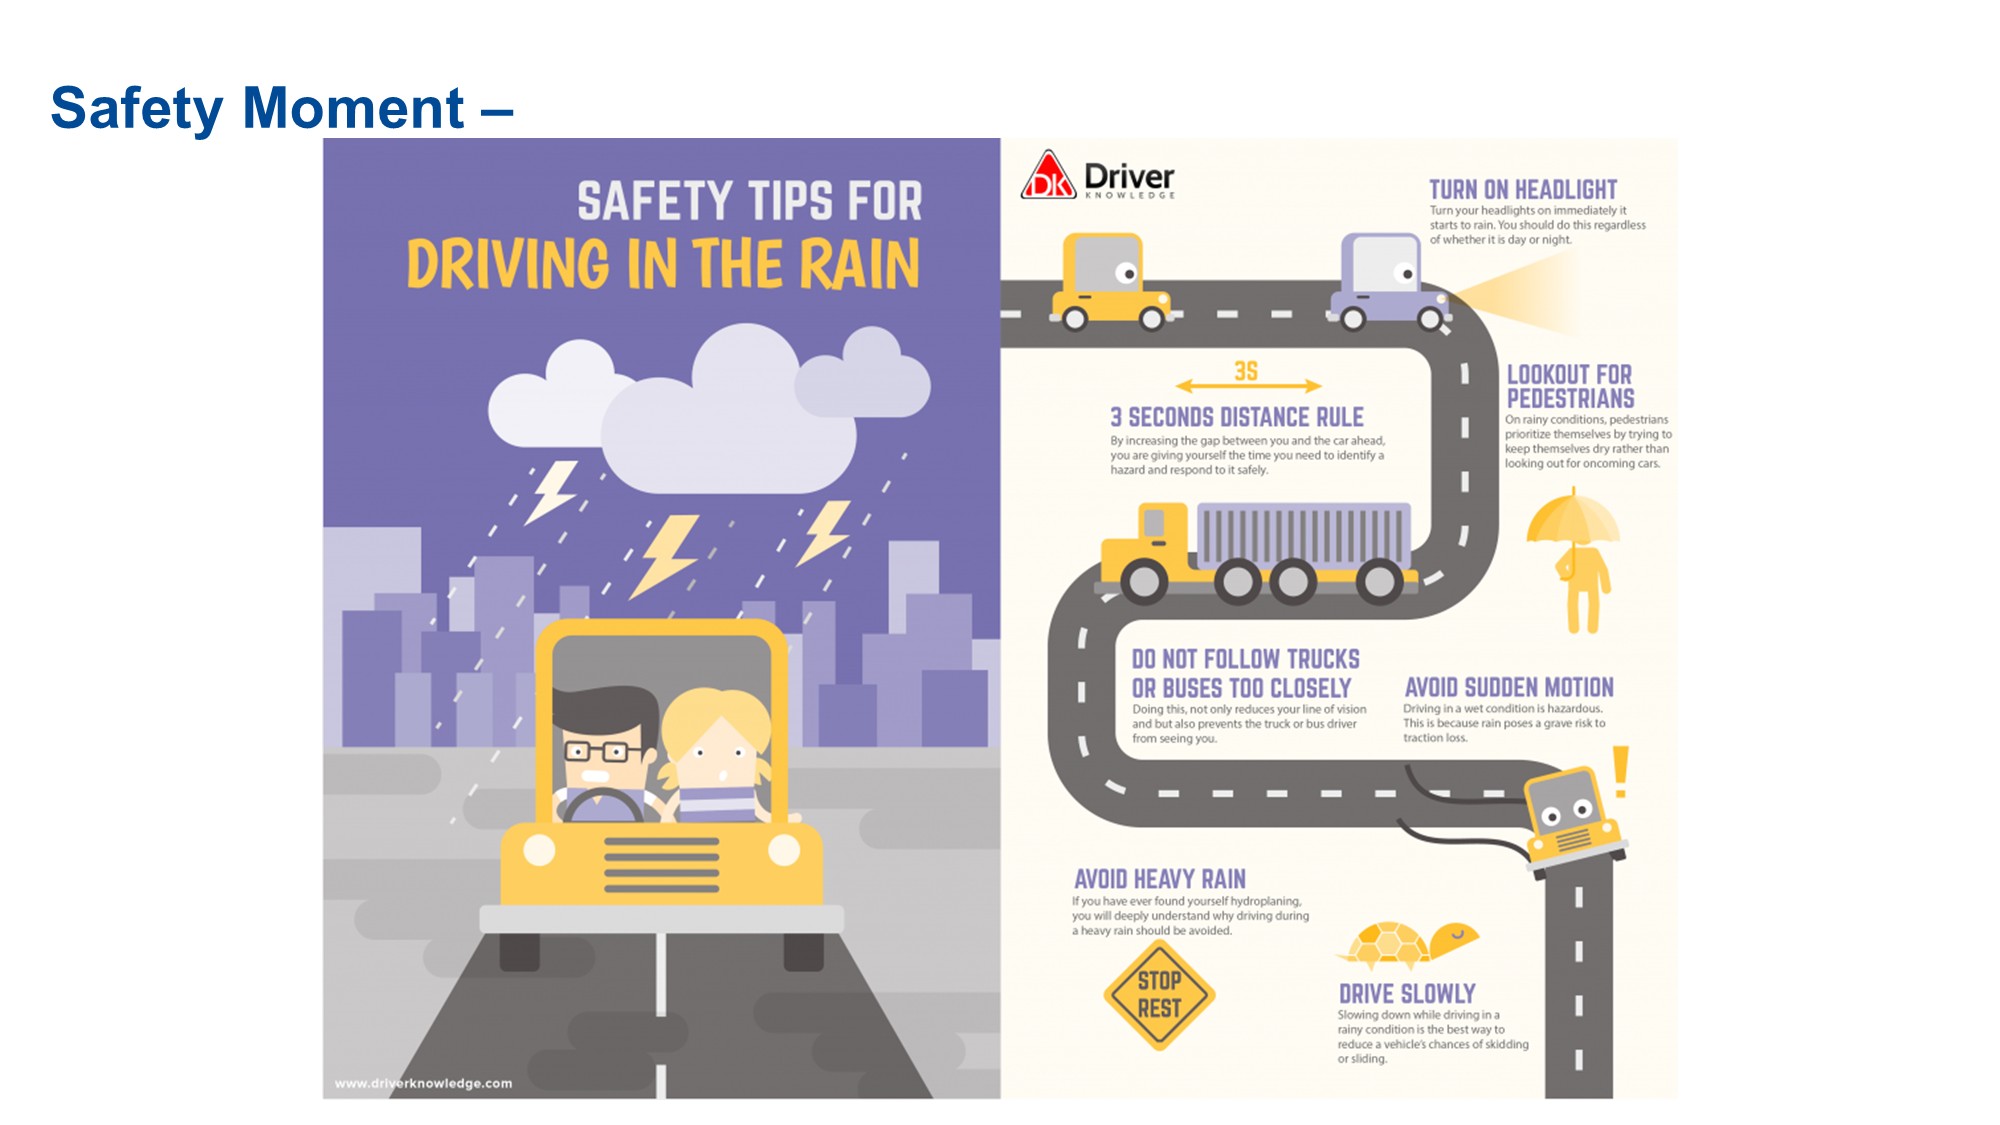 Safety Moment –
SAFETY TIPS FOR
DRIVING IN THE RAIN
www.driverknowledge.com
DK
Driver
KNOWLEDGE
TURN ON HEADLIGHT
Turn your headlights on immediately it
starts to rain. You should do this regardless
of whether it is day or night.
3S
3 SECONDS DISTANCE RULE
By increasing the gap between you and the car ahead,
you are giving yourself the time you need to identify a
hazard and respond to it safely.
LOOKOUT FOR
PEDESTRIANS
On rainy conditions, pedestrians
prioritize themselves by trying to
keep themselves dry rather than
looking out for oncoming cars.
DO NOT FOLLOW TRUCKS
OR BUSES TOO CLOSELY
Doing this, not only reduces your line of vision
and but also prevents the truck or bus driver
from seeing you.
AVOID SUDDEN MOTION
Driving in a wet condition is hazardous.
This is because rain poses a grave risk to
traction loss.
!
AVOID HEAVY RAIN
If you have ever found yourself hydroplaning,
you will deeply understand why driving during
a heavy rain should be avoided.
STOP
REST
DRIVE SLOWLY
Slowing down while driving in a
rainy condition is the best way to
reduce a vehicle's chances of skidding
or sliding.